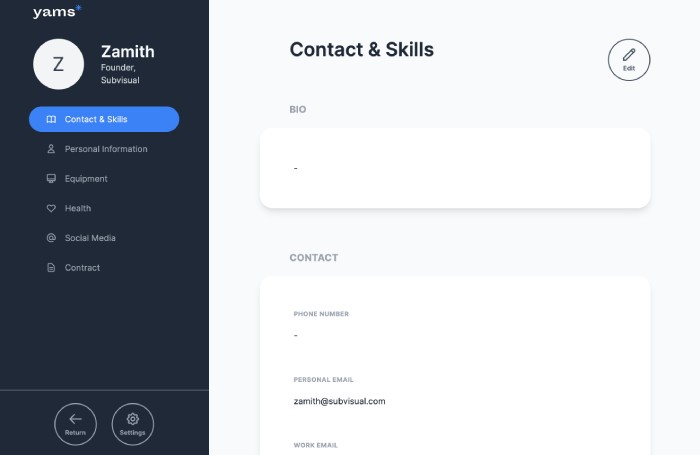 yams*
Z
Zamith
Founder,
Subvisual
Contact & Skills
Personal Information
Equipment
Health
Social Media
Contract
Return
Settings
Contact & Skills
Edit
BIO
-
CONTACT
PHONE NUMBER
-
PERSONAL EMAIL
zamith@subvisual.com
WORK EMAIL